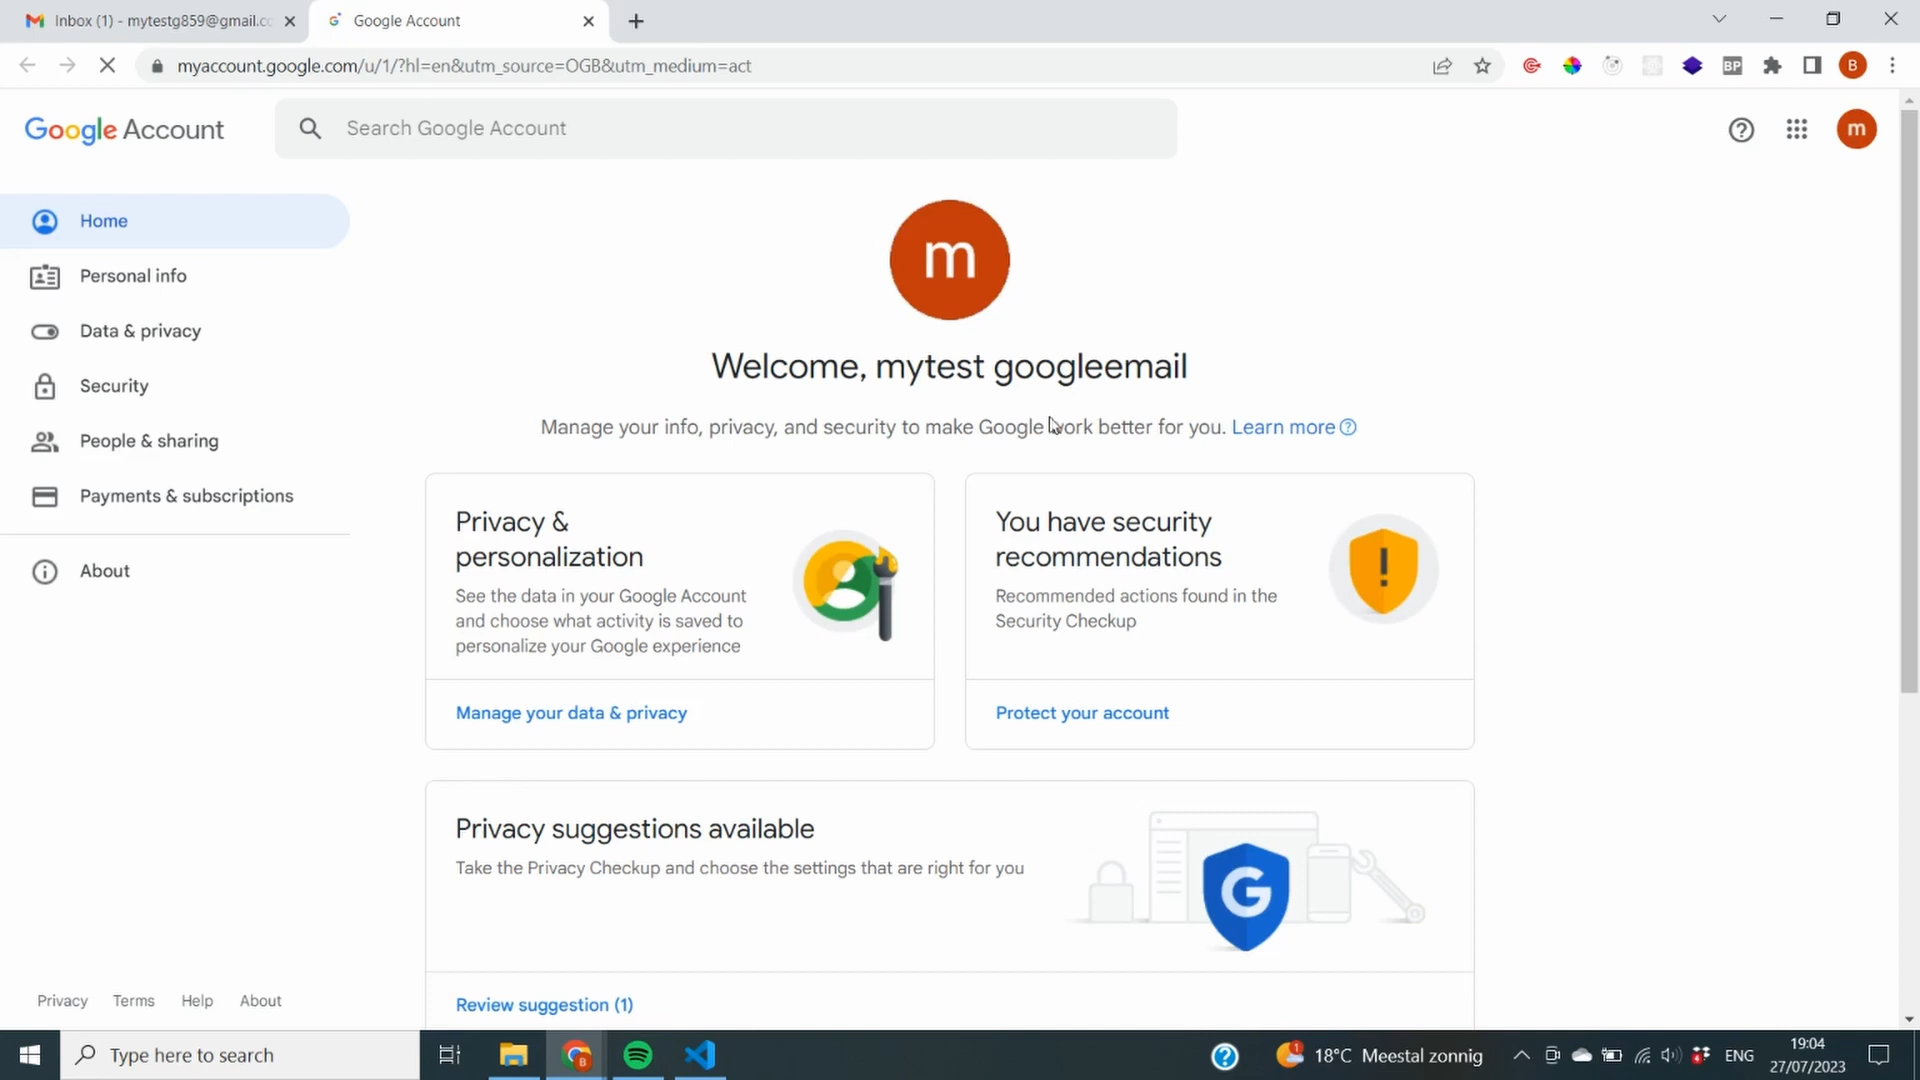 Inbox (1) - mytestg859@gmail.co
Google Account
myaccount.google.com/u/1/?hl=en&utm_source=OGB&utm_medium=act
BP
B
Google Account
Search Google Account
m
Home
Personal info
Data & privacy
Security
People & sharing
Payments & subscriptions
About
m
Welcome, mytest googleemail
Manage your info, privacy, and security to make Google work better for you. Learn more
Privacy &
personalization
See the data in your Google Account
and choose what activity is saved to
personalize your Google experience
Manage your data & privacy
You have security
recommendations
Recommended actions found in the
Security Checkup
Protect your account
Privacy suggestions available
Take the Privacy Checkup and choose the settings that are right for you
G
Review suggestion (1)
Privacy Terms Help About
Type here to search
B
1
18°C Meestal zonnig
ENG
19:04
27/07/2023